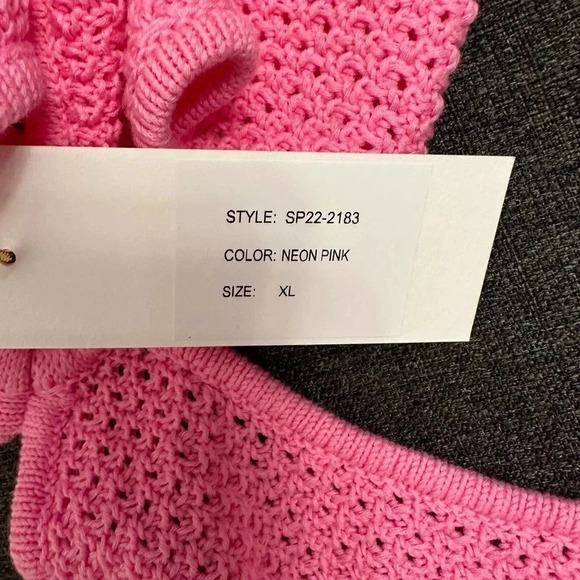 STYLE: SP22-2183
COLOR: NEON PINK
SIZE: XL